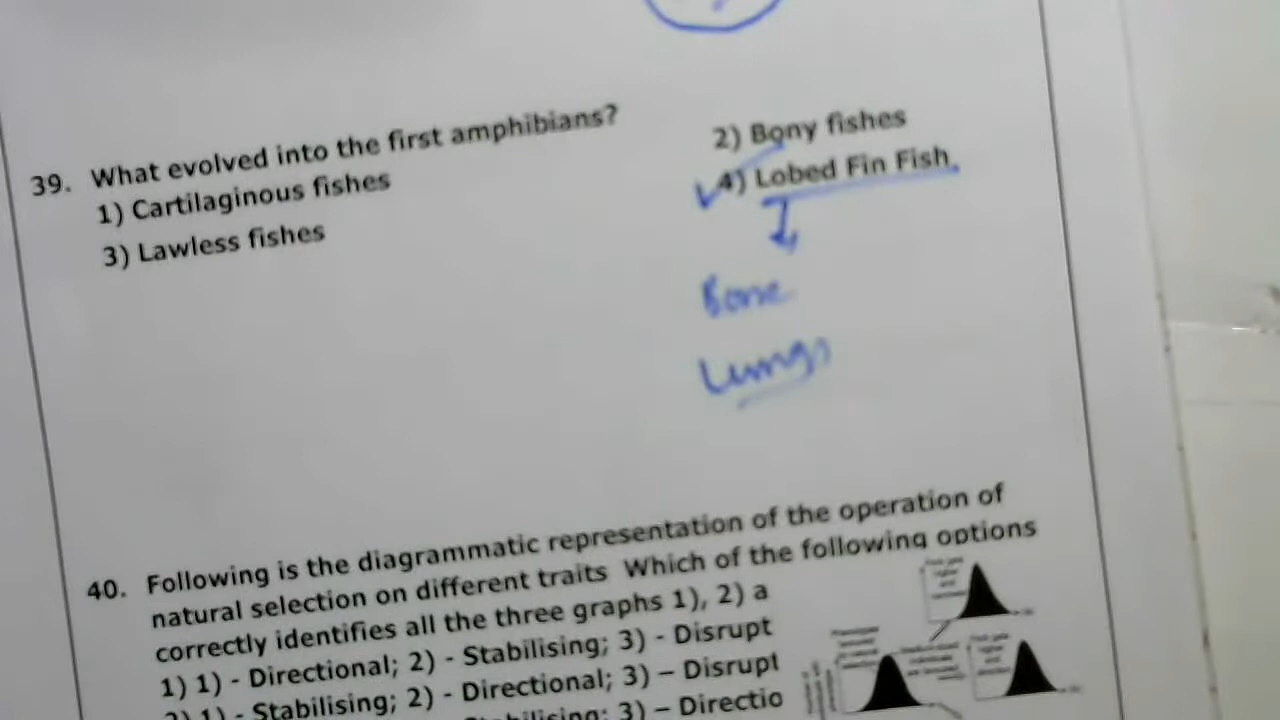 39. What evolved into the first amphibians?
1) Cartilaginous fishes
2) Bony fishes
3) Lawless fishes
4) Lobed Fin Fish.
Bone
Lungs
40. Following is the diagrammatic representation of the operation of
natural selection on different traits Which of the following options
correctly identifies all the three graphs 1), 2) a
1) 1) - Directional; 2) - Stabilising; 3) - Disrupt
2) 1) - Stabilising; 2) - Directional; 3) – Disrupt
Stabilising; 3) – Directio